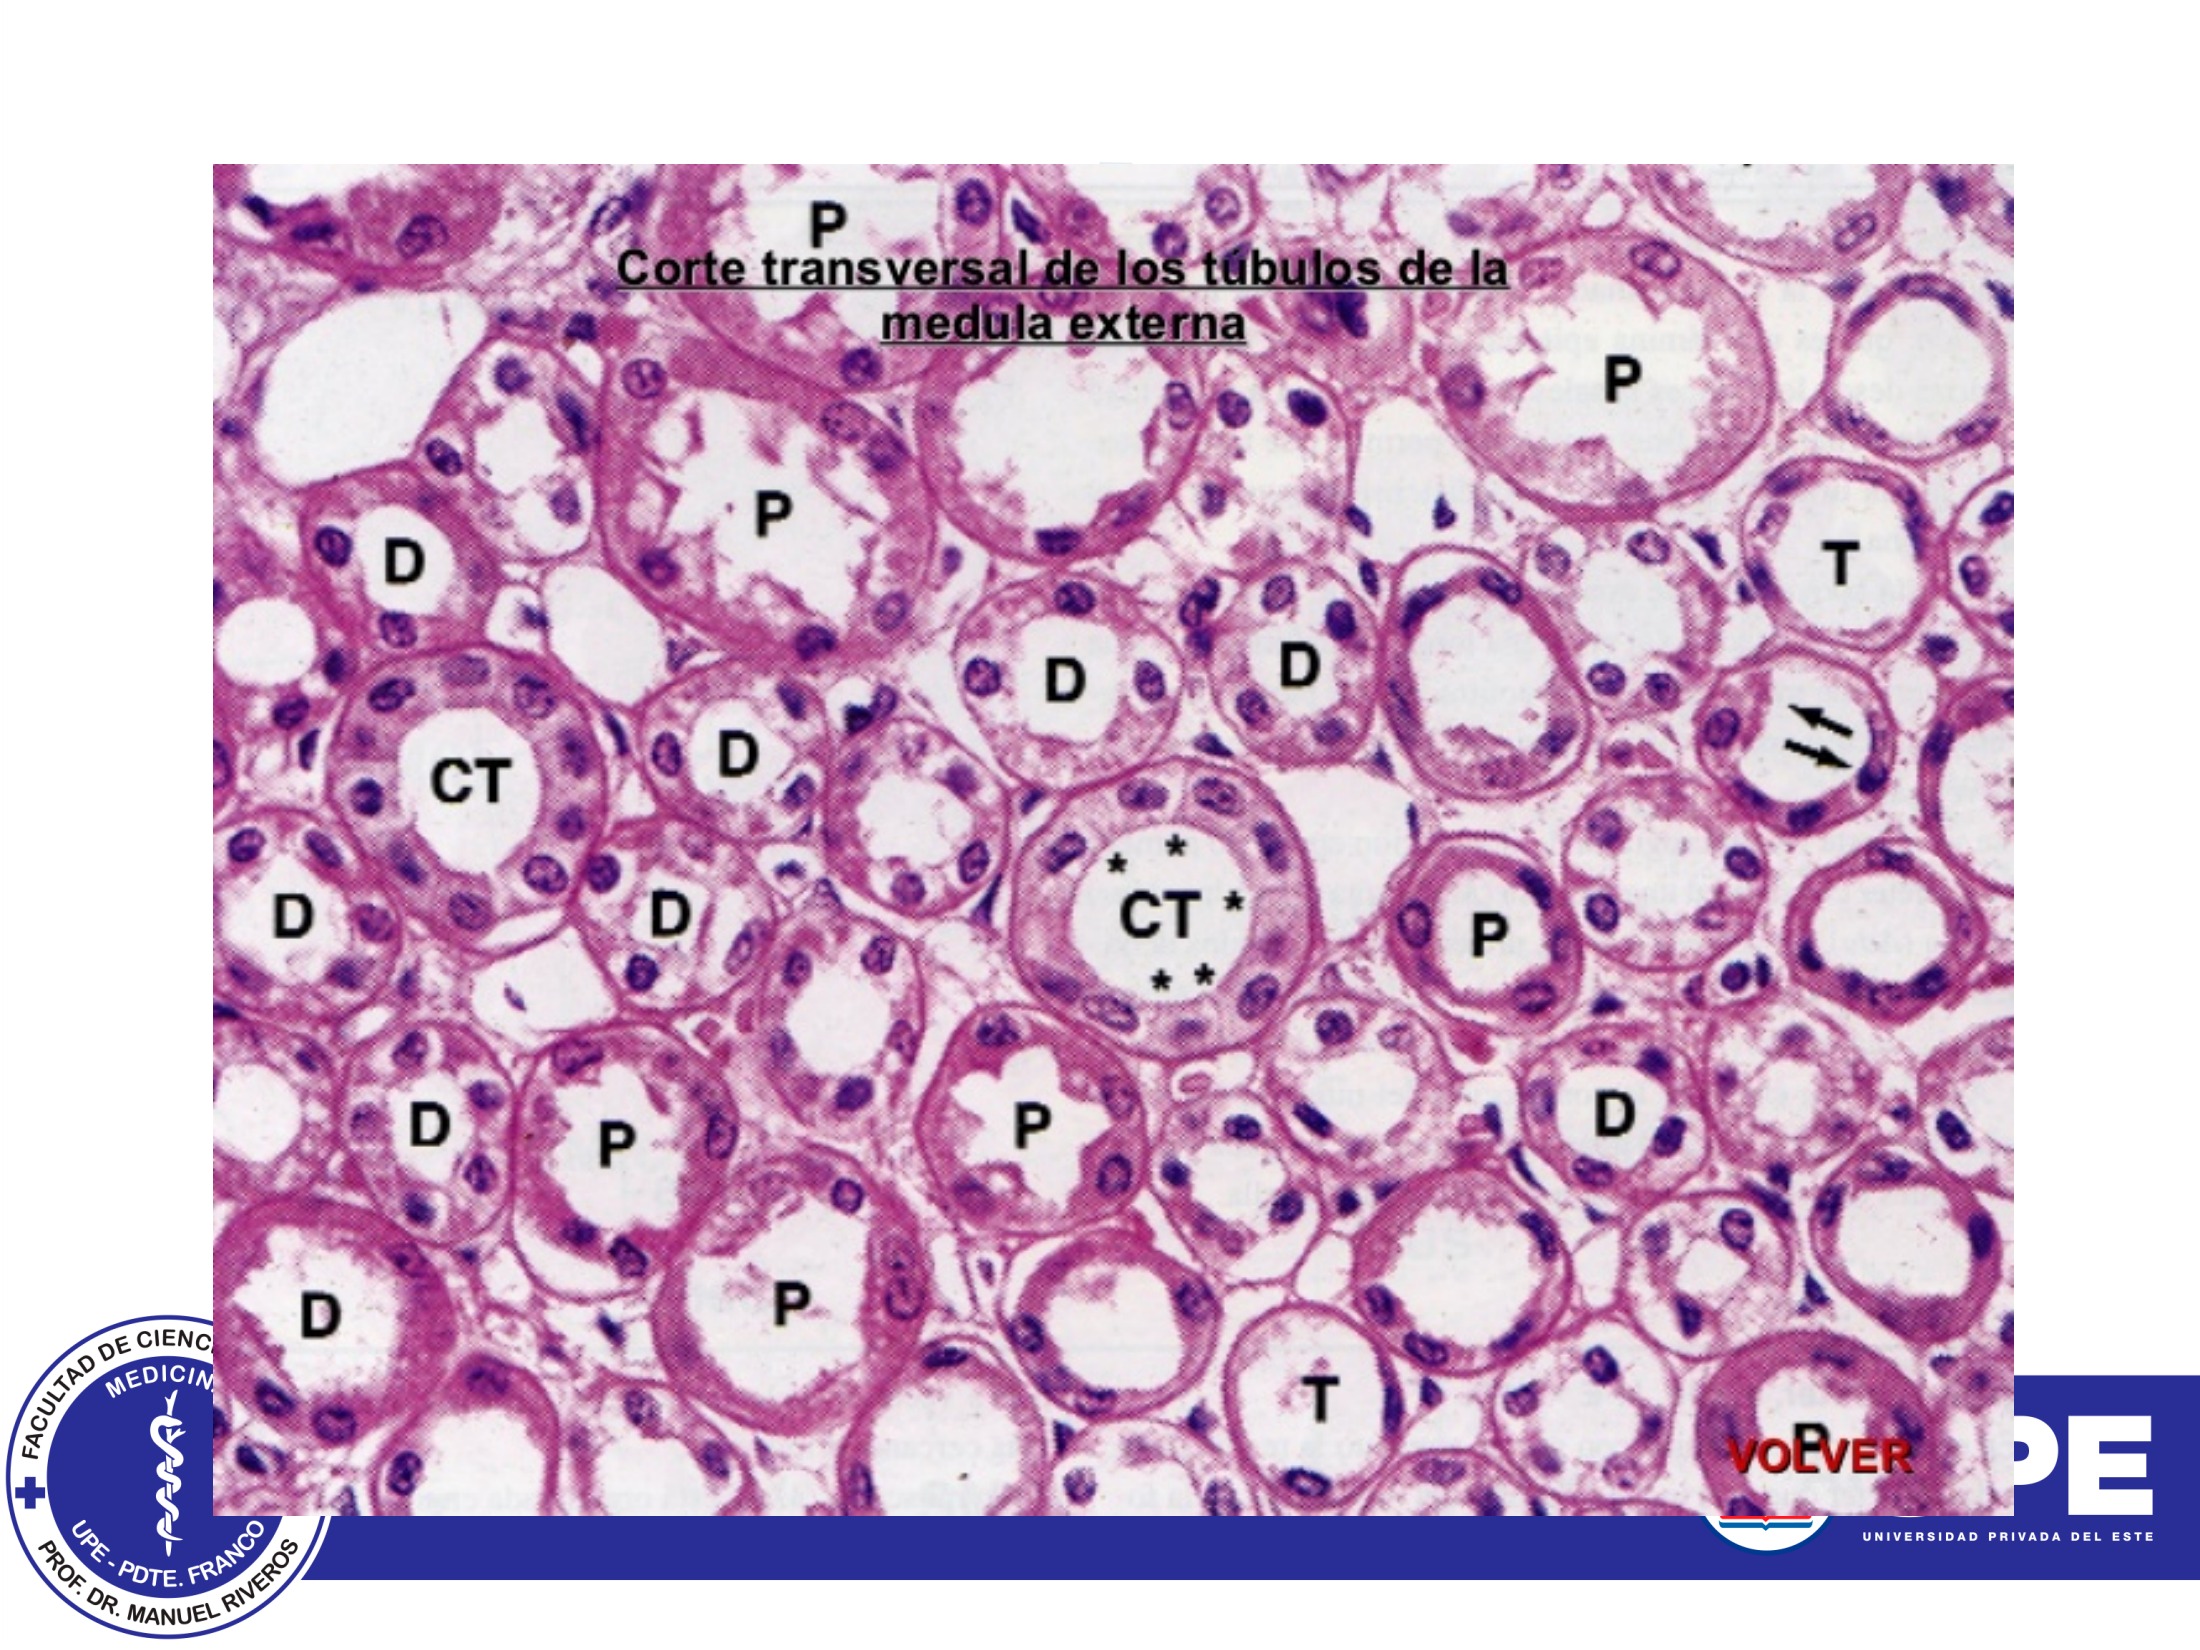 P
Corte transversal de los túbulos de la
medula externa
P
P
D
T
D
D
D
CT
CT
* * * * *
D
D
P
D
P
P
D
D
P
T
P
VOLVER
FACULTAD DE CIENC
MEDICIN
UPE - PDTE. FRANCO
PROF. DR. MANUEL RIVEROS
PE
UNIVERSIDAD PRIVADA DEL ESTE